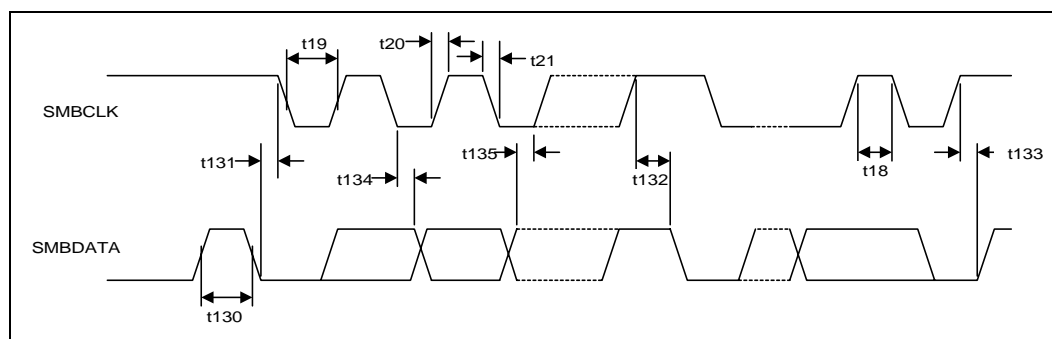 t19
t20
t21
SMBCLK
t131
t134
t135
t132
t18
t133
SMBDATA
t130